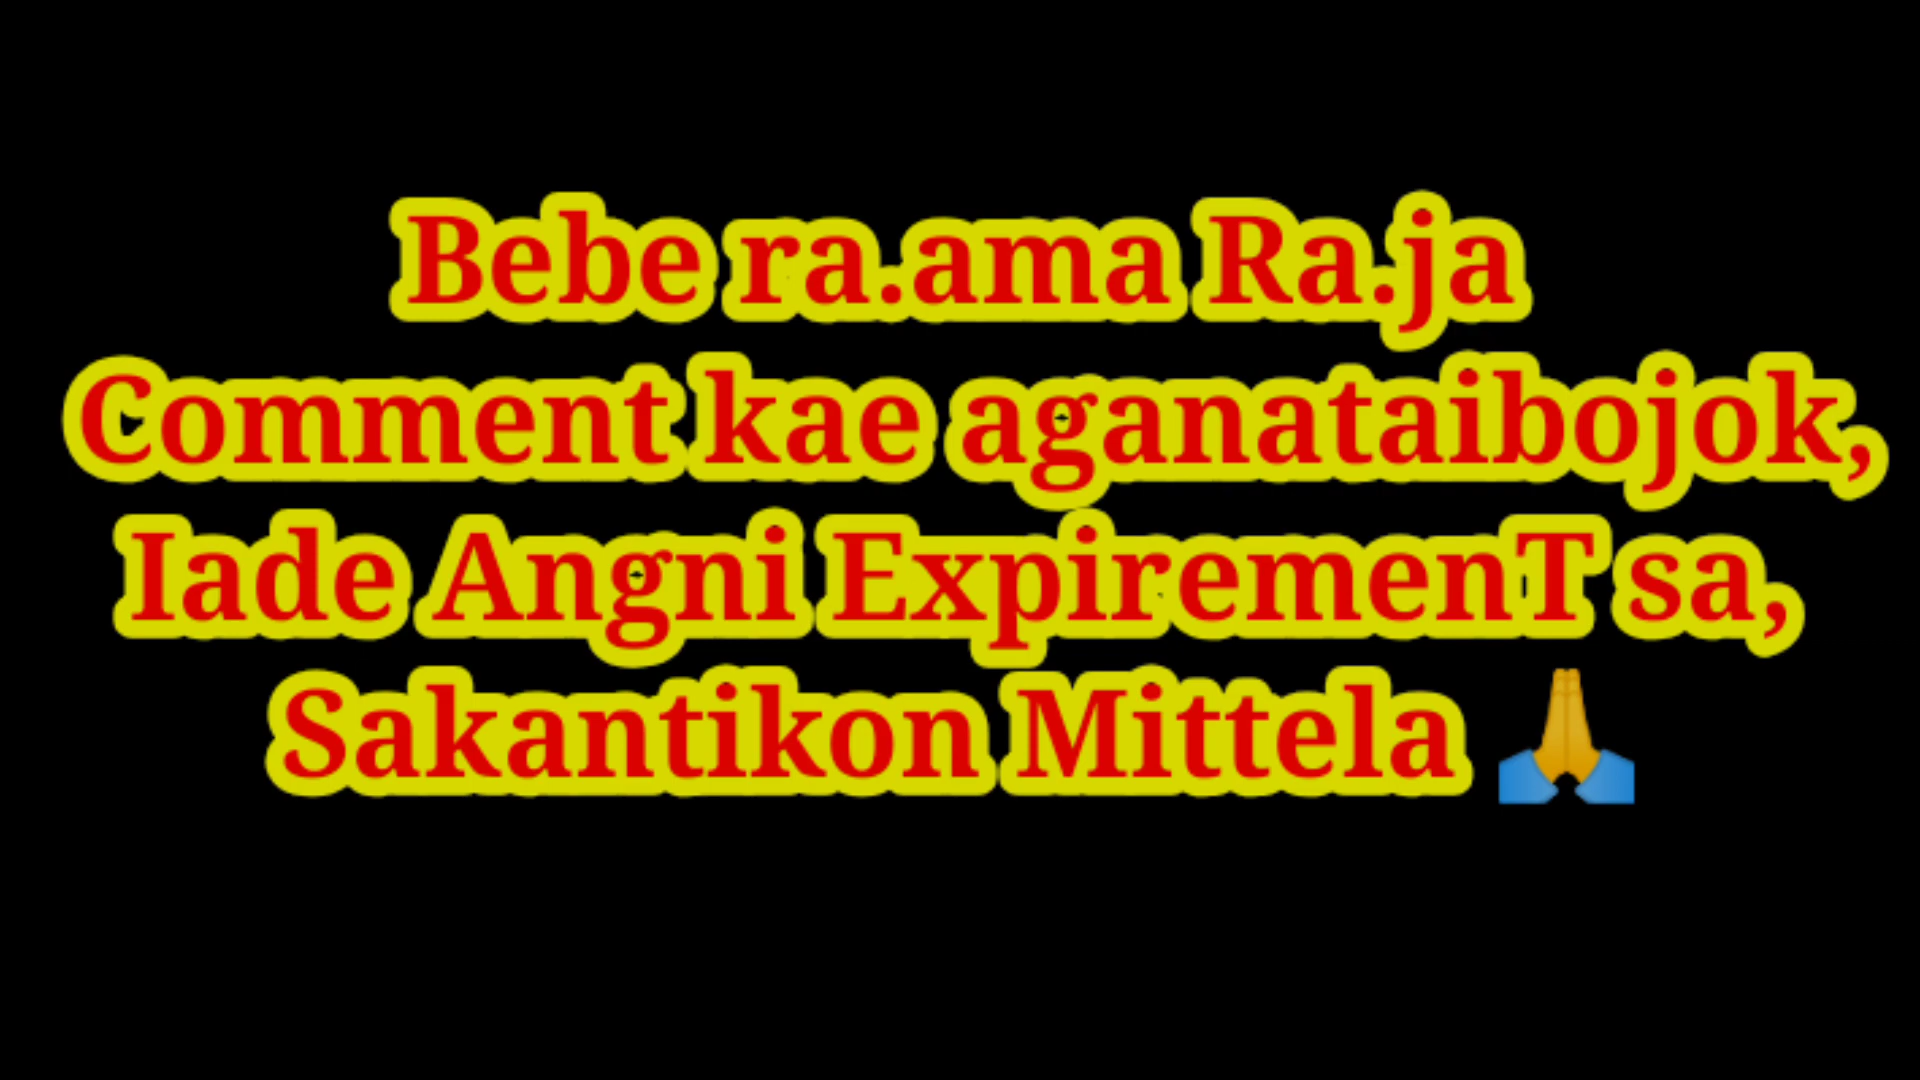 Bebe ra.ama Ra.ja
Comment kae aganataibojok,
Iade Angni ExpiremenT sa,
Sakantikon Mittela 🙏